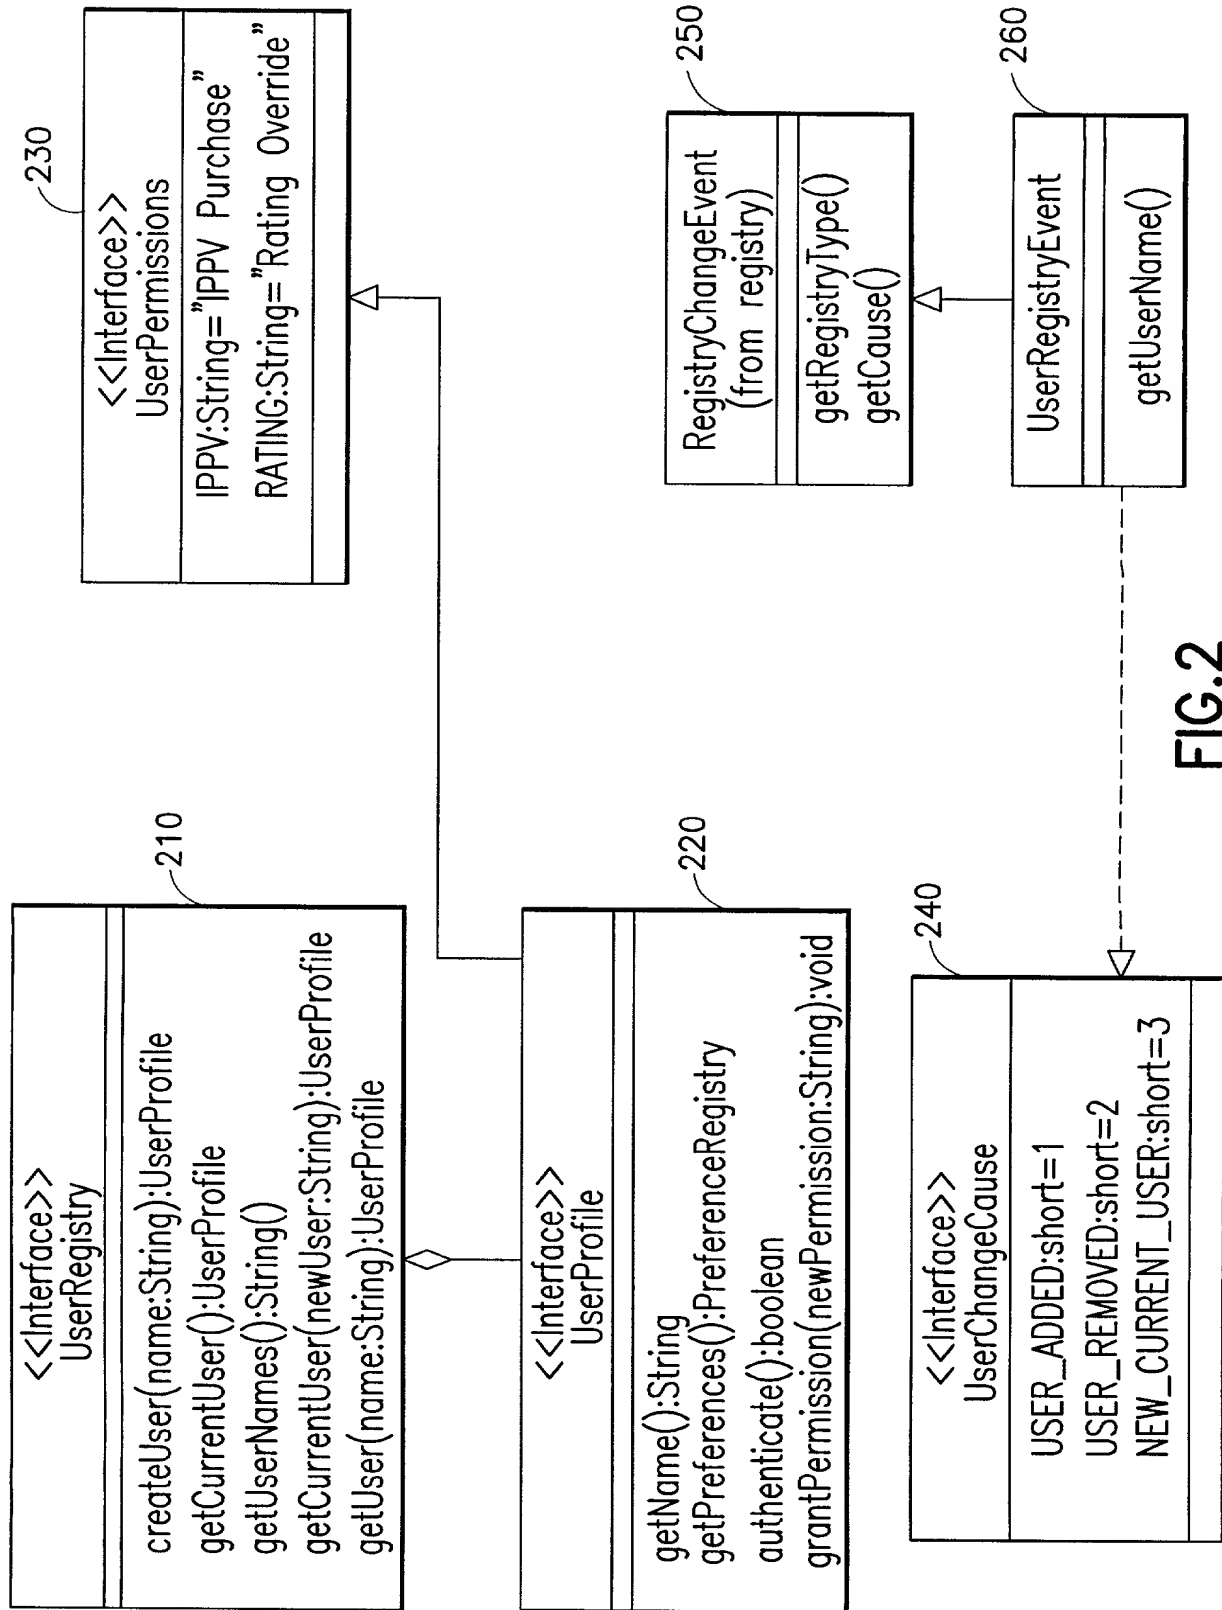 <<Interface>>
UserRegistry
createUser(name:String):UserProfile
getCurrentUser():UserProfile
getUserNames():String()
getCurrentUser(newUser:String):UserProfile
getUser(name:String):UserProfile
210
<<Interface>>
UserProfile
getName():String
getPreferences():PreferenceRegistry
authenticate():boolean
grantPermission(newPermission:String):void
220
<<Interface>>
UserPermissions
IPPV:String="IPPV Purchase"
RATING:String="Rating Override"
230
<<Interface>>
UserChangeCause
USER_ADDED:short=1
USER_REMOVED:short=2
NEW_CURRENT_USER:short=3
240
RegistryChangeEvent
(from registry)
getRegistryType()
getCause()
250
UserRegistryEvent
getUserName()
260
FIG.2